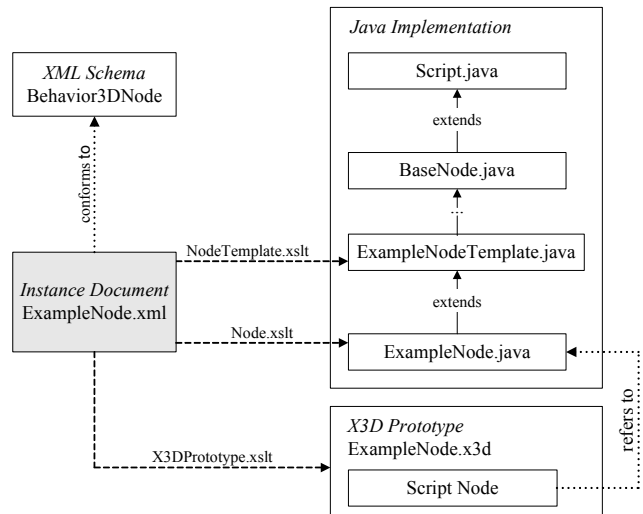 Java Implementation
Script.java
extends
BaseNode.java
...
ExampleNodeTemplate.java
extends
ExampleNode.java
XML Schema
Behavior3DNode
conforms to
Instance Document
ExampleNode.xml
NodeTemplate.xslt
Node.xslt
X3DPrototype.xslt
X3D Prototype
ExampleNode.x3d
Script Node
refers to